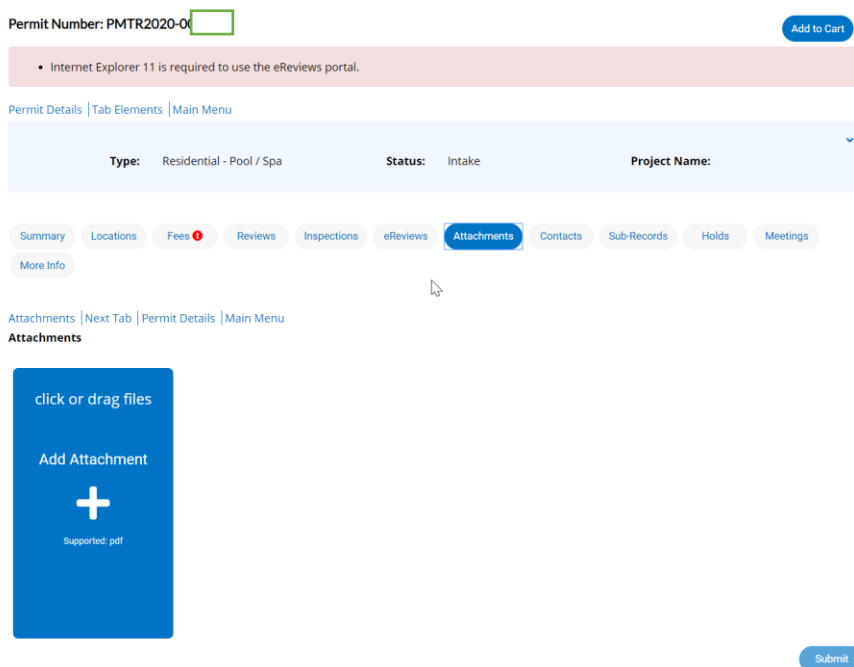 Permit Number: PMTR2020-0
Add to Cart
• Internet Explorer 11 is required to use the eReviews portal.
Permit Details | Tab Elements | Main Menu
Type: Residential - Pool / Spa Status: Intake Project Name:
Summary Locations Fees Reviews Inspections eReviews Attachments Contacts Sub-Records Holds Meetings
More Info
Attachments | Next Tab | Permit Details | Main Menu
Attachments
click or drag files
Add Attachment
Supported: pdf
Submit